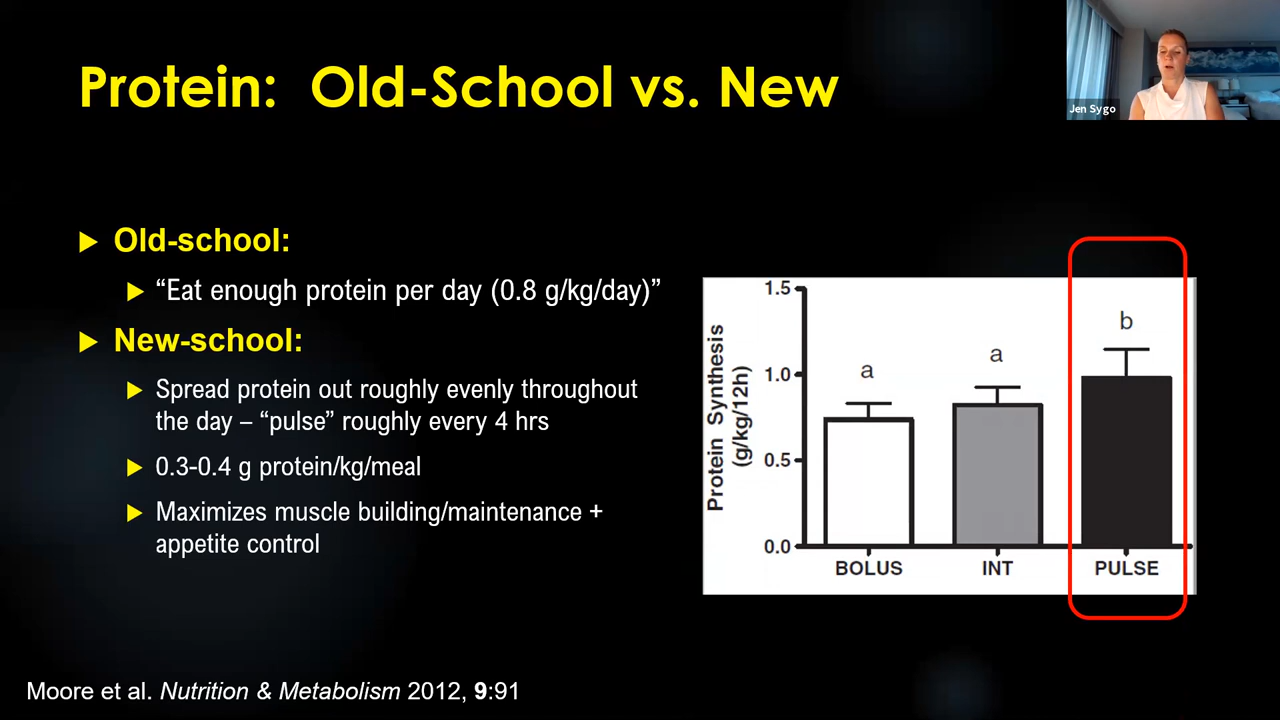 Protein:  Old-School vs. New
Jen Sygo
Old-school:
“Eat enough protein per day (0.8 g/kg/day)”
New-school:
Spread protein out roughly evenly throughout
the day – “pulse” roughly every 4 hrs
0.3-0.4 g protein/kg/meal
Maximizes muscle building/maintenance +
appetite control
Protein Synthesis
(g/kg/12h)
1.5
1.0
0.5
0.0
a
a
b
BOLUS
INT
PULSE
Moore et al. Nutrition & Metabolism 2012, 9:91